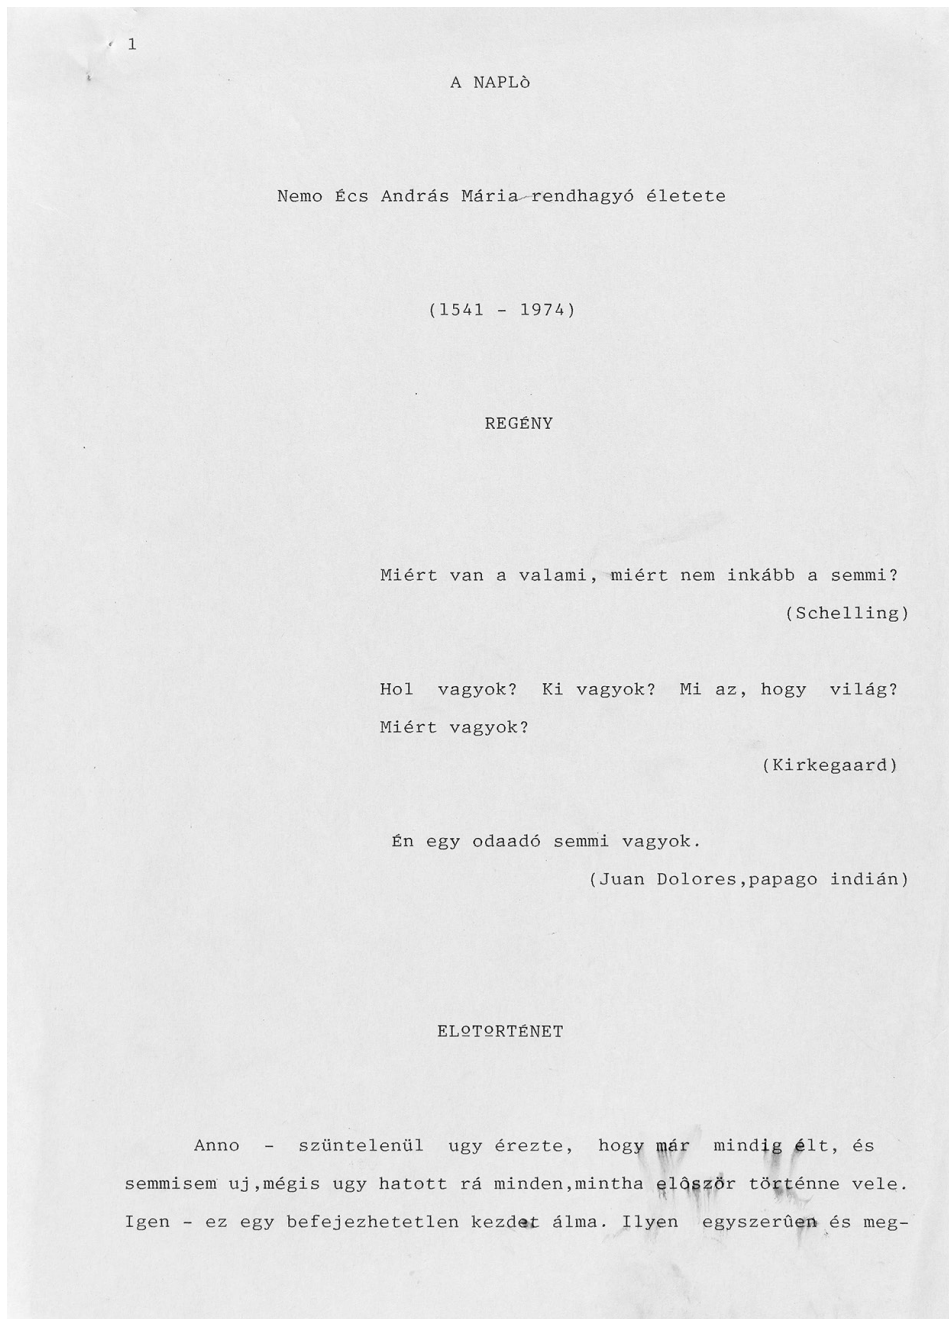 1
A NAPLò
Nemo Écs András Mária rendhagyó életete
(1541 - 1974)
REGÉNY
Miért van a valami, miért nem inkább a semmi?
(Schelling)
Hol vagyok? Ki vagyok? Mi az, hogy világ?
Miért vagyok?
(Kirkegaard)
Én egy odaadó semmi vagyok.
(Juan Dolores,papago indián)
ELºTºRTÉNET
Anno - szüntelenül ugy érezte, hogy már mindig élt, és
semmisem uj,mégis ugy hatott rá minden,mintha elôször történne vele.
Igen - ez egy befejezhetetlen kezdet álma. Ilyen egyszerûen és meg-